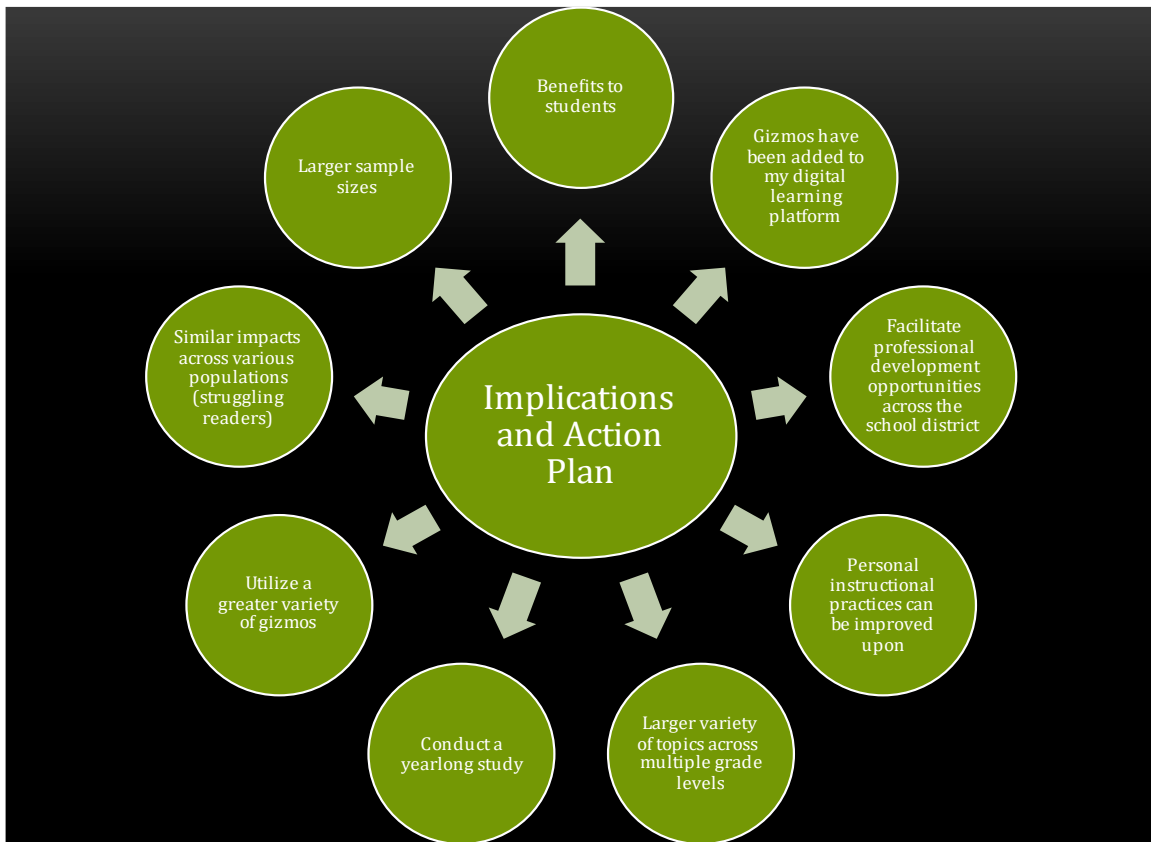 Benefits to
students
Gizmos have
been added to
my digital
learning
platform
Facilitate
professional
development
opportunities
across the
school district
Personal
instructional
practices can
be improved
upon
Larger variety
of topics across
multiple grade
levels
Conduct a
yearlong study
Utilize a
greater variety
of gizmos
Similar impacts
across various
populations
(struggling
readers)
Larger sample
sizes
Implications
and Action
Plan